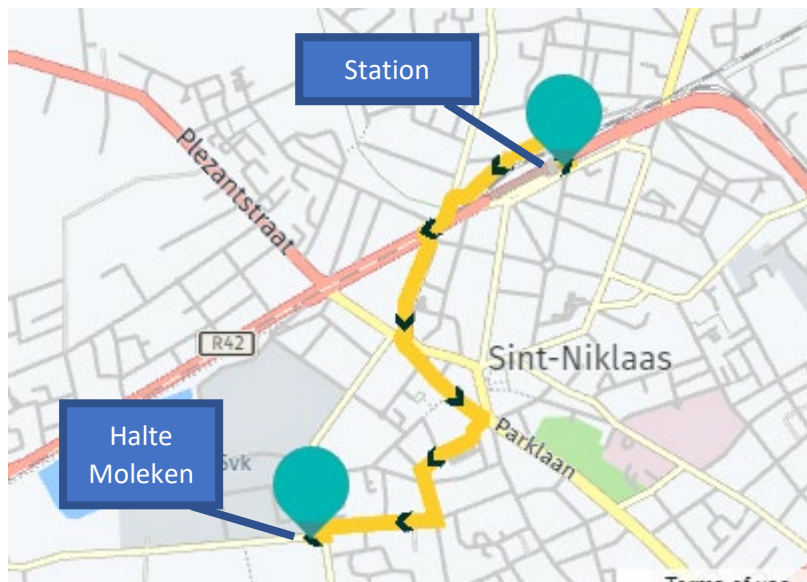 Station
Plezantstraat
R42
Sint-Niklaas
Halte
Moleken
Parklaan